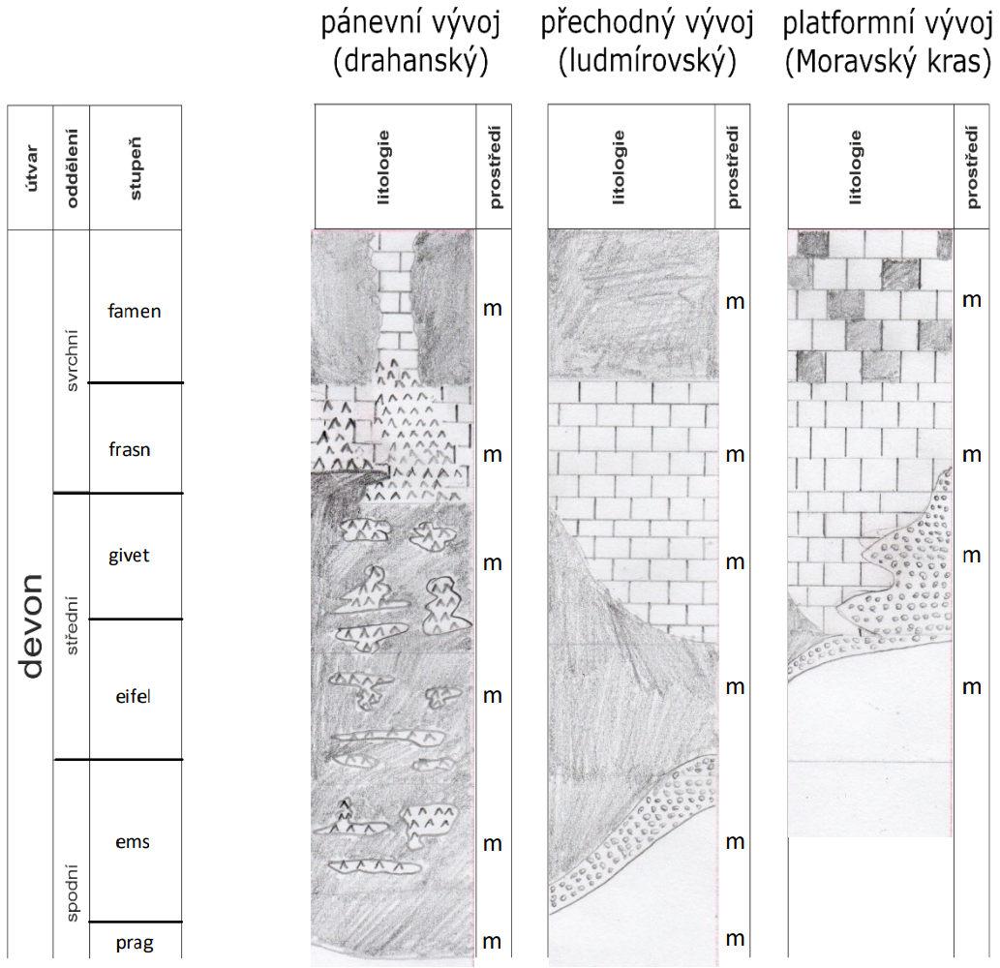 pánevní vývoj
(drahanský)
přechodný vývoj
(ludmírovský)
platformní vývoj
(Moravský kras)
útvar
oddělení
stupeň
litologie
prostředí
litologie
prostředí
litologie
prostředí
devon
svrchní
střední
spodní
famen
m
m
m
frasn
m
m
m
givet
m
m
m
eifel
m
m
m
ems
m
m
prag
m
m